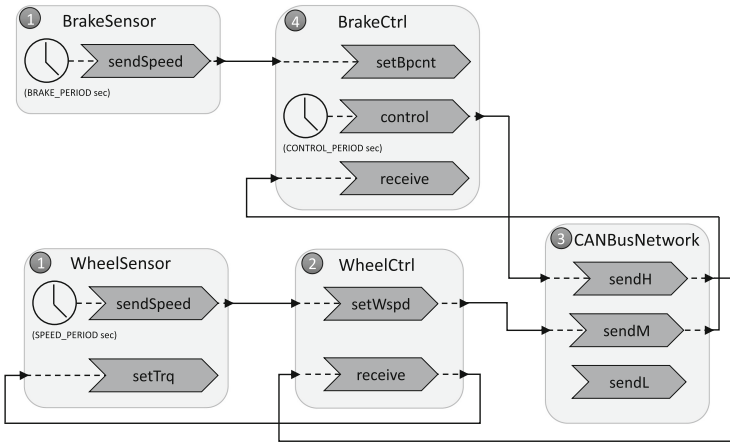 1 BrakeSensor
sendSpeed
(BRAKE_PERIOD sec)
4 BrakeCtrl
setBpcnt
control
(CONTROL_PERIOD sec)
receive
1 WheelSensor
sendSpeed
(SPEED_PERIOD sec)
setTrq
2 WheelCtrl
setWspd
receive
3 CANBusNetwork
sendH
sendM
sendL